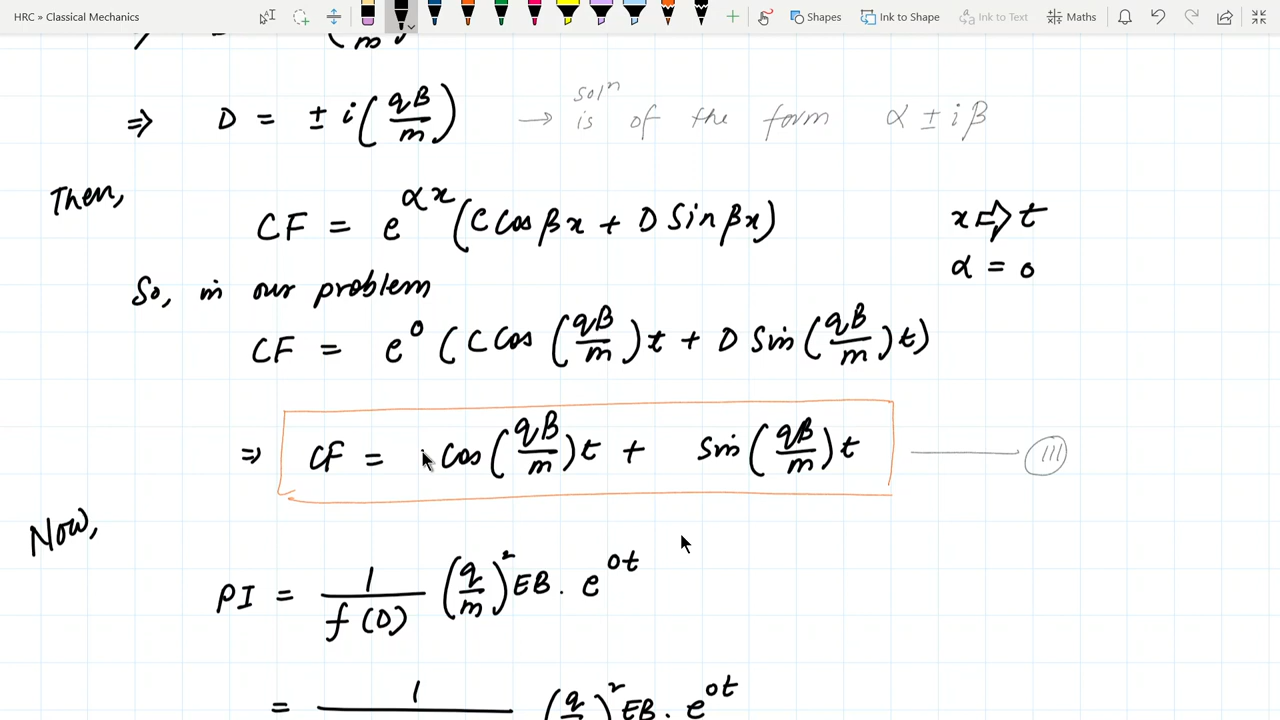 HRC » Classical Mechanics Shapes Ink to Shape Ink to Text Maths
(m)
⇒ D = ± i(qB/m) → solⁿ is of the form α ± iβ
Then,
CF = e^αx (C Cos βx + D Sin βx) x ⇒ t
α = 0
So, in our problem
CF = e^0 (C Cos (qB/m)t + D Sin (qB/m)t)
⇒ CF = Cos (qB/m)t + Sin (qB/m)t III
Now,
PI = 1/f(D) (q/m)² EB . e^0t
= 1 (q/m)² EB . e^0t